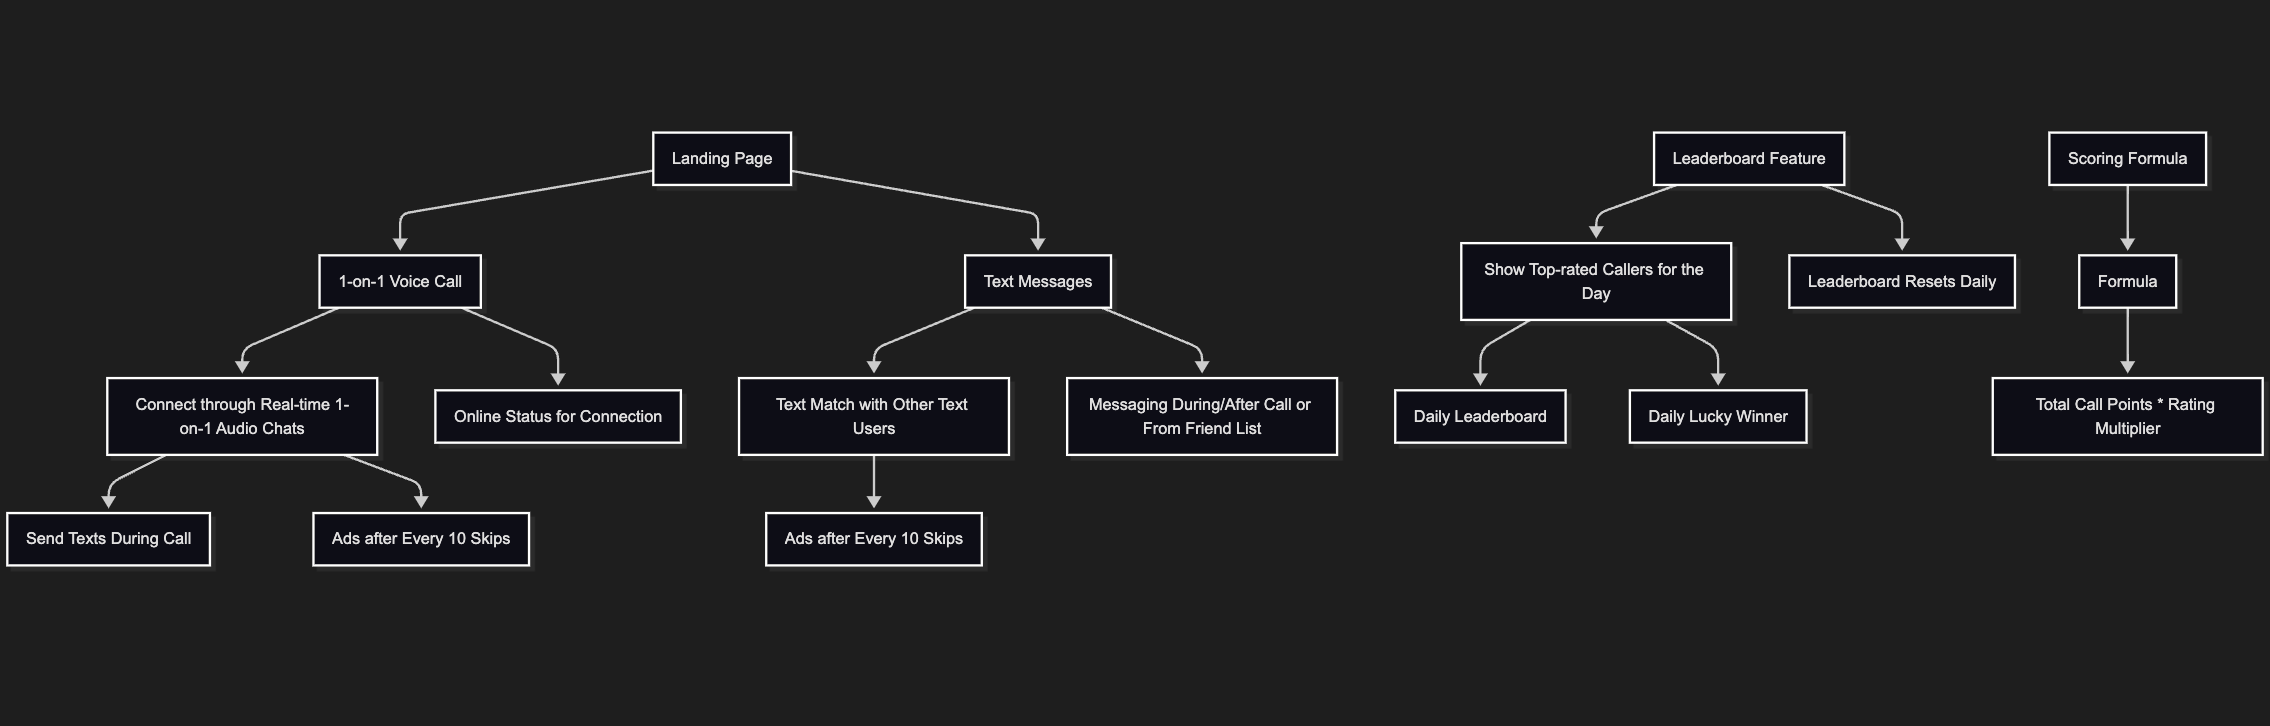 Landing Page
Leaderboard Feature
Scoring Formula
1-on-1 Voice Call
Text Messages
Show Top-rated Callers for the
Day
Leaderboard Resets Daily
Formula
Connect through Real-time 1-
on-1 Audio Chats
Online Status for Connection
Text Match with Other Text
Users
Messaging During/After Call or
From Friend List
Daily Leaderboard
Daily Lucky Winner
Total Call Points * Rating
Multiplier
Send Texts During Call
Ads after Every 10 Skips
Ads after Every 10 Skips